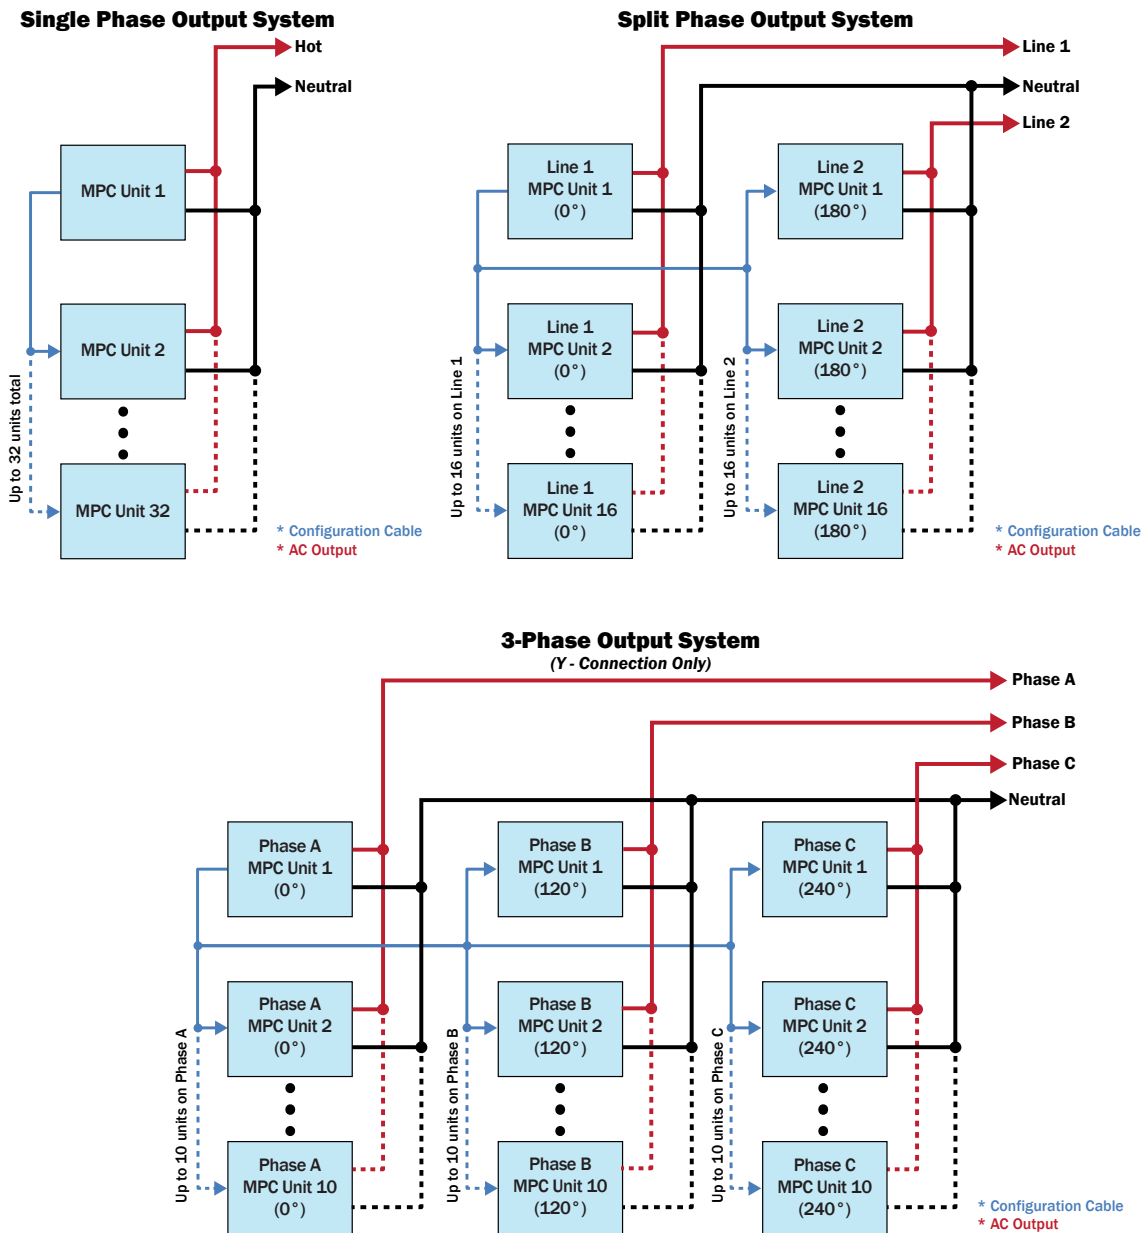 Single Phase Output System
Hot
Neutral
MPC Unit 1
MPC Unit 2
MPC Unit 32
Up to 32 units total
* Configuration Cable
* AC Output
Split Phase Output System
Line 1
Neutral
Line 2
Line 1
MPC Unit 1
(0°)
Line 2
MPC Unit 1
(180°)
Line 1
MPC Unit 2
(0°)
Line 2
MPC Unit 2
(180°)
Up to 16 units on Line 1
Up to 16 units on Line 2
Line 1
MPC Unit 16
(0°)
Line 2
MPC Unit 16
(180°)
* Configuration Cable
* AC Output
3-Phase Output System
(Y - Connection Only)
Phase A
Phase B
Phase C
Neutral
Phase A
MPC Unit 1
(0°)
Phase B
MPC Unit 1
(120°)
Phase C
MPC Unit 1
(240°)
Phase A
MPC Unit 2
(0°)
Phase B
MPC Unit 2
(120°)
Phase C
MPC Unit 2
(240°)
Up to 10 units on Phase A
Up to 10 units on Phase B
Up to 10 units on Phase C
Phase A
MPC Unit 10
(0°)
Phase B
MPC Unit 10
(120°)
Phase C
MPC Unit 10
(240°)
* Configuration Cable
* AC Output